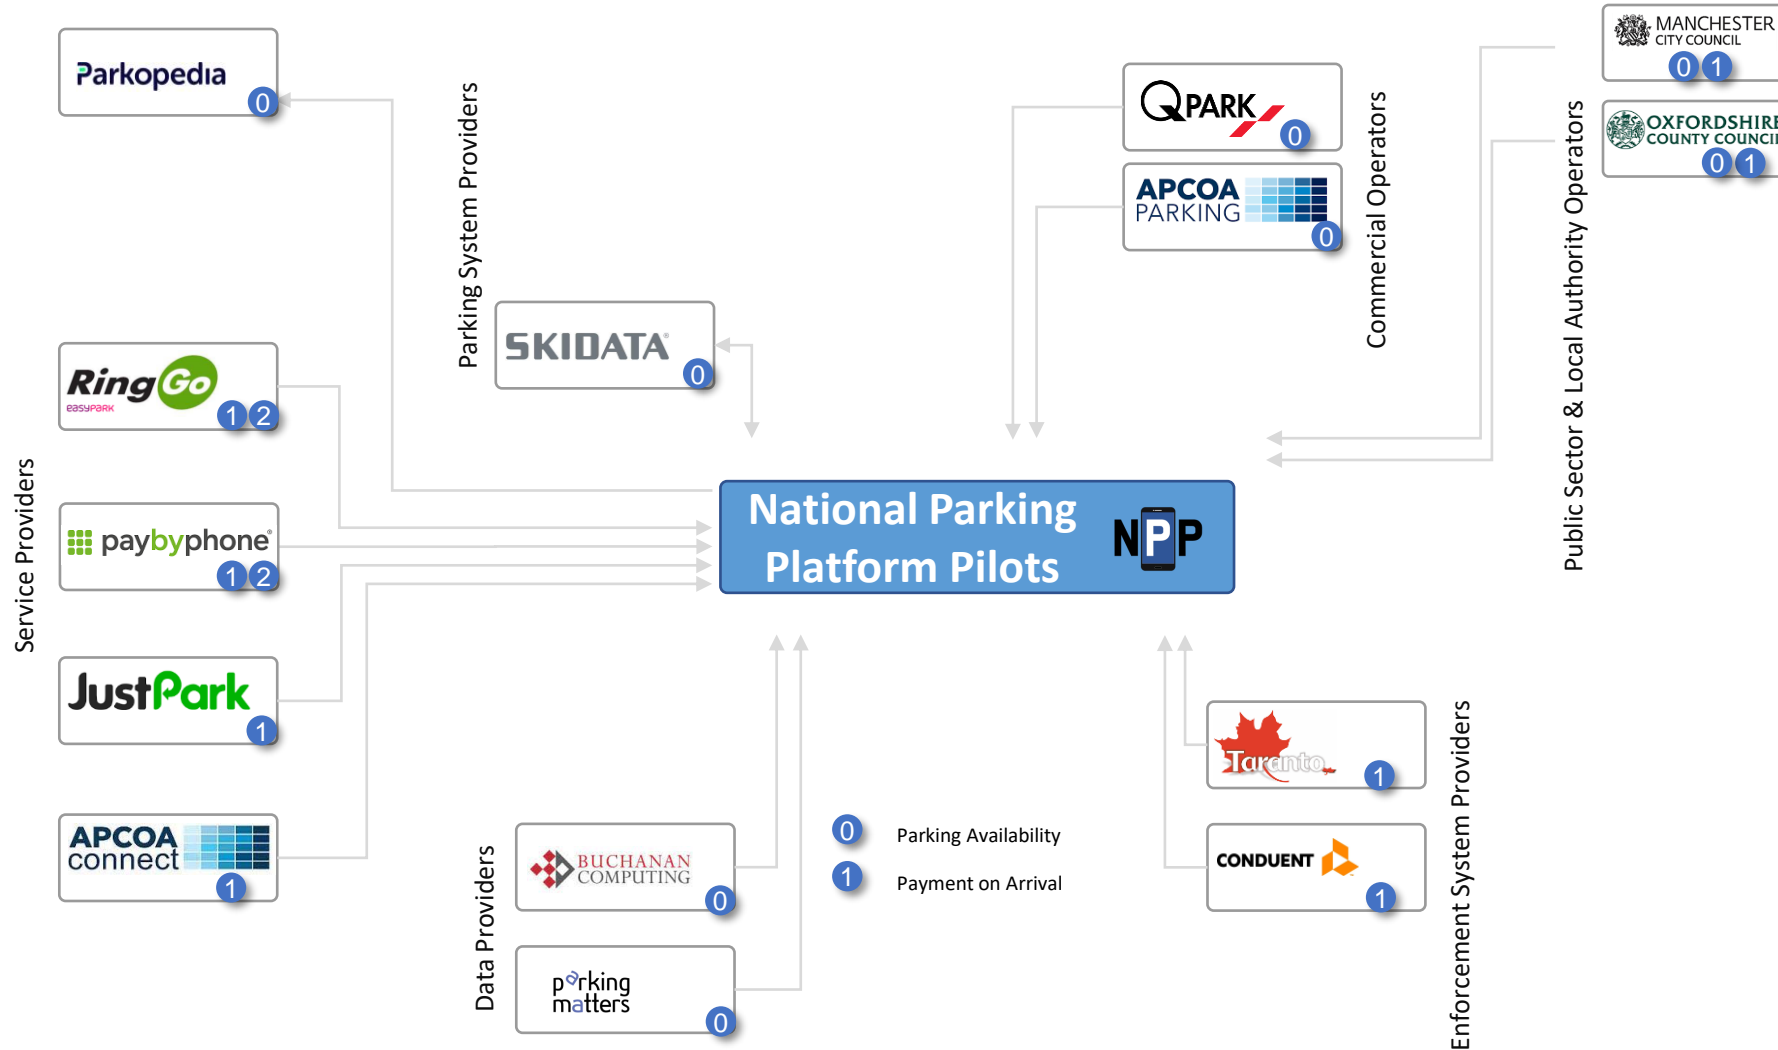 Parkopedia
0
RingGo
easypark
1 2
paybyphone®
1 2
JustPark
1
APCOA
connect
1
Service Providers
Parking System Providers
SKIDATA®
0
QPARK
0
APCOA
PARKING
0
Commercial Operators
MANCHESTER
CITY COUNCIL
0 1
OXFORDSHIRE
COUNTY COUNCIL
0 1
Public Sector & Local Authority Operators
National Parking
Platform Pilots
NPP
Data Providers
BUCHANAN
COMPUTING
0
parking
matters
0
0 Parking Availability
1 Payment on Arrival
Taranto
1
CONDUENT
1
Enforcement System Providers